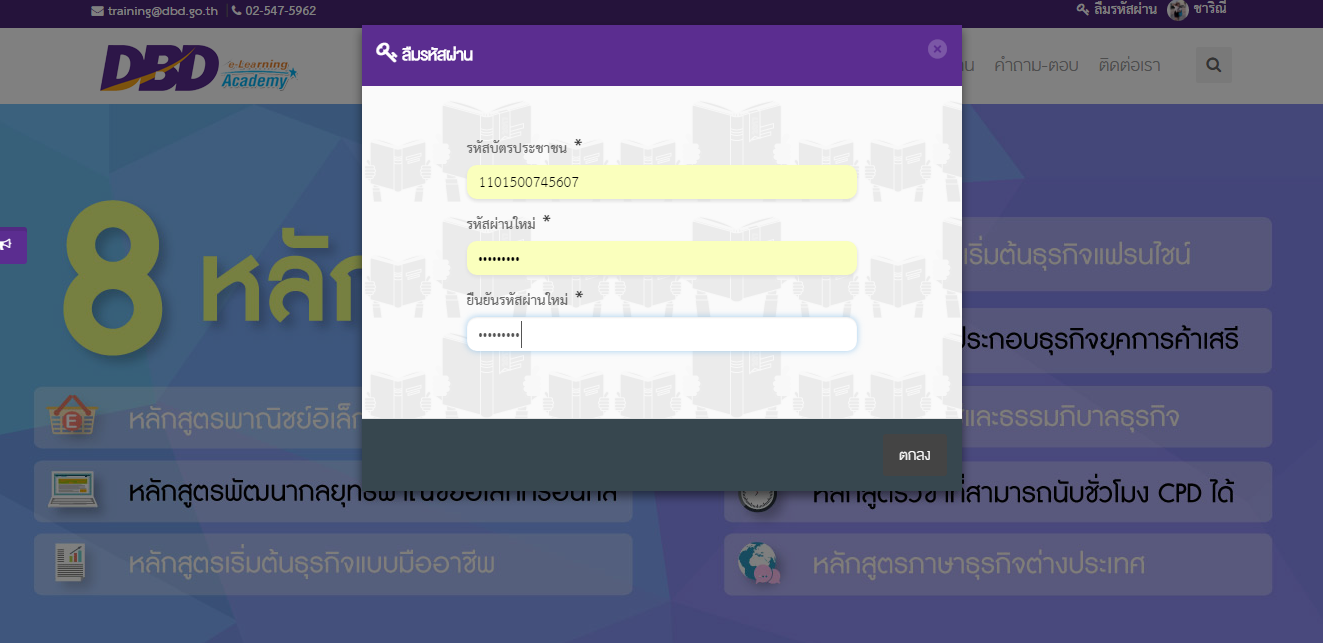 training@dbd.go.th | 02-547-5962
ลืมรหัสผ่าน ชาริณี
ลืมรหัสผ่าน
DBD e-Learning Academy
คำถาม-ตอบ ติดต่อเรา
รหัสบัตรประชาชน *
1101500745607
รหัสผ่านใหม่ *
•••••••••
ยืนยันรหัสผ่านใหม่ *
•••••••••
ตกลง
8
เริ่มต้นธุรกิจแฟรนไชน์
ประกอบธุรกิจยุคการค้าเสรี
E
หลักสูตรพาณิชย์อิเล็ก
และธรรมภิบาลธุรกิจ
หลักสูตรพัฒนากลยุทธ์พาณิชย์อิเล็กทรอนิกส์
หลักสูตรวิชาที่สามารถนับชั่วโมง CPD ได้
หลักสูตรเริ่มต้นธุรกิจแบบมืออาชีพ
หลักสูตรภาษาธุรกิจต่างประเทศ